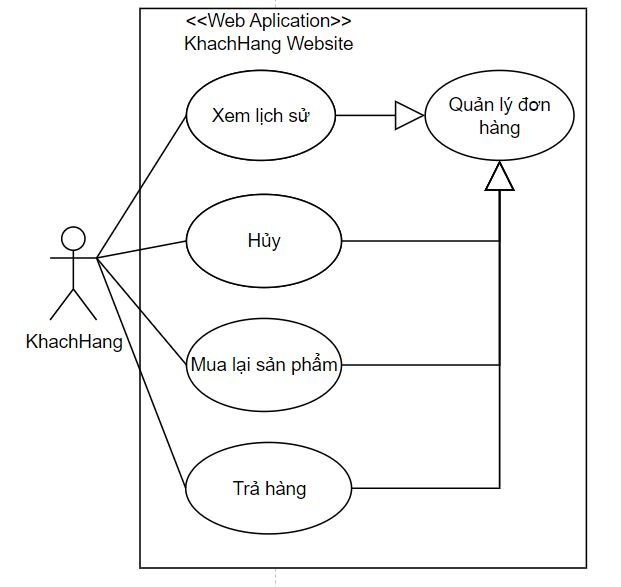 <<Web Aplication>>
KhachHang Website
Xem lịch sử
Quản lý đơn
hàng
Hủy
KhachHang
Mua lại sản phẩm
Trả hàng